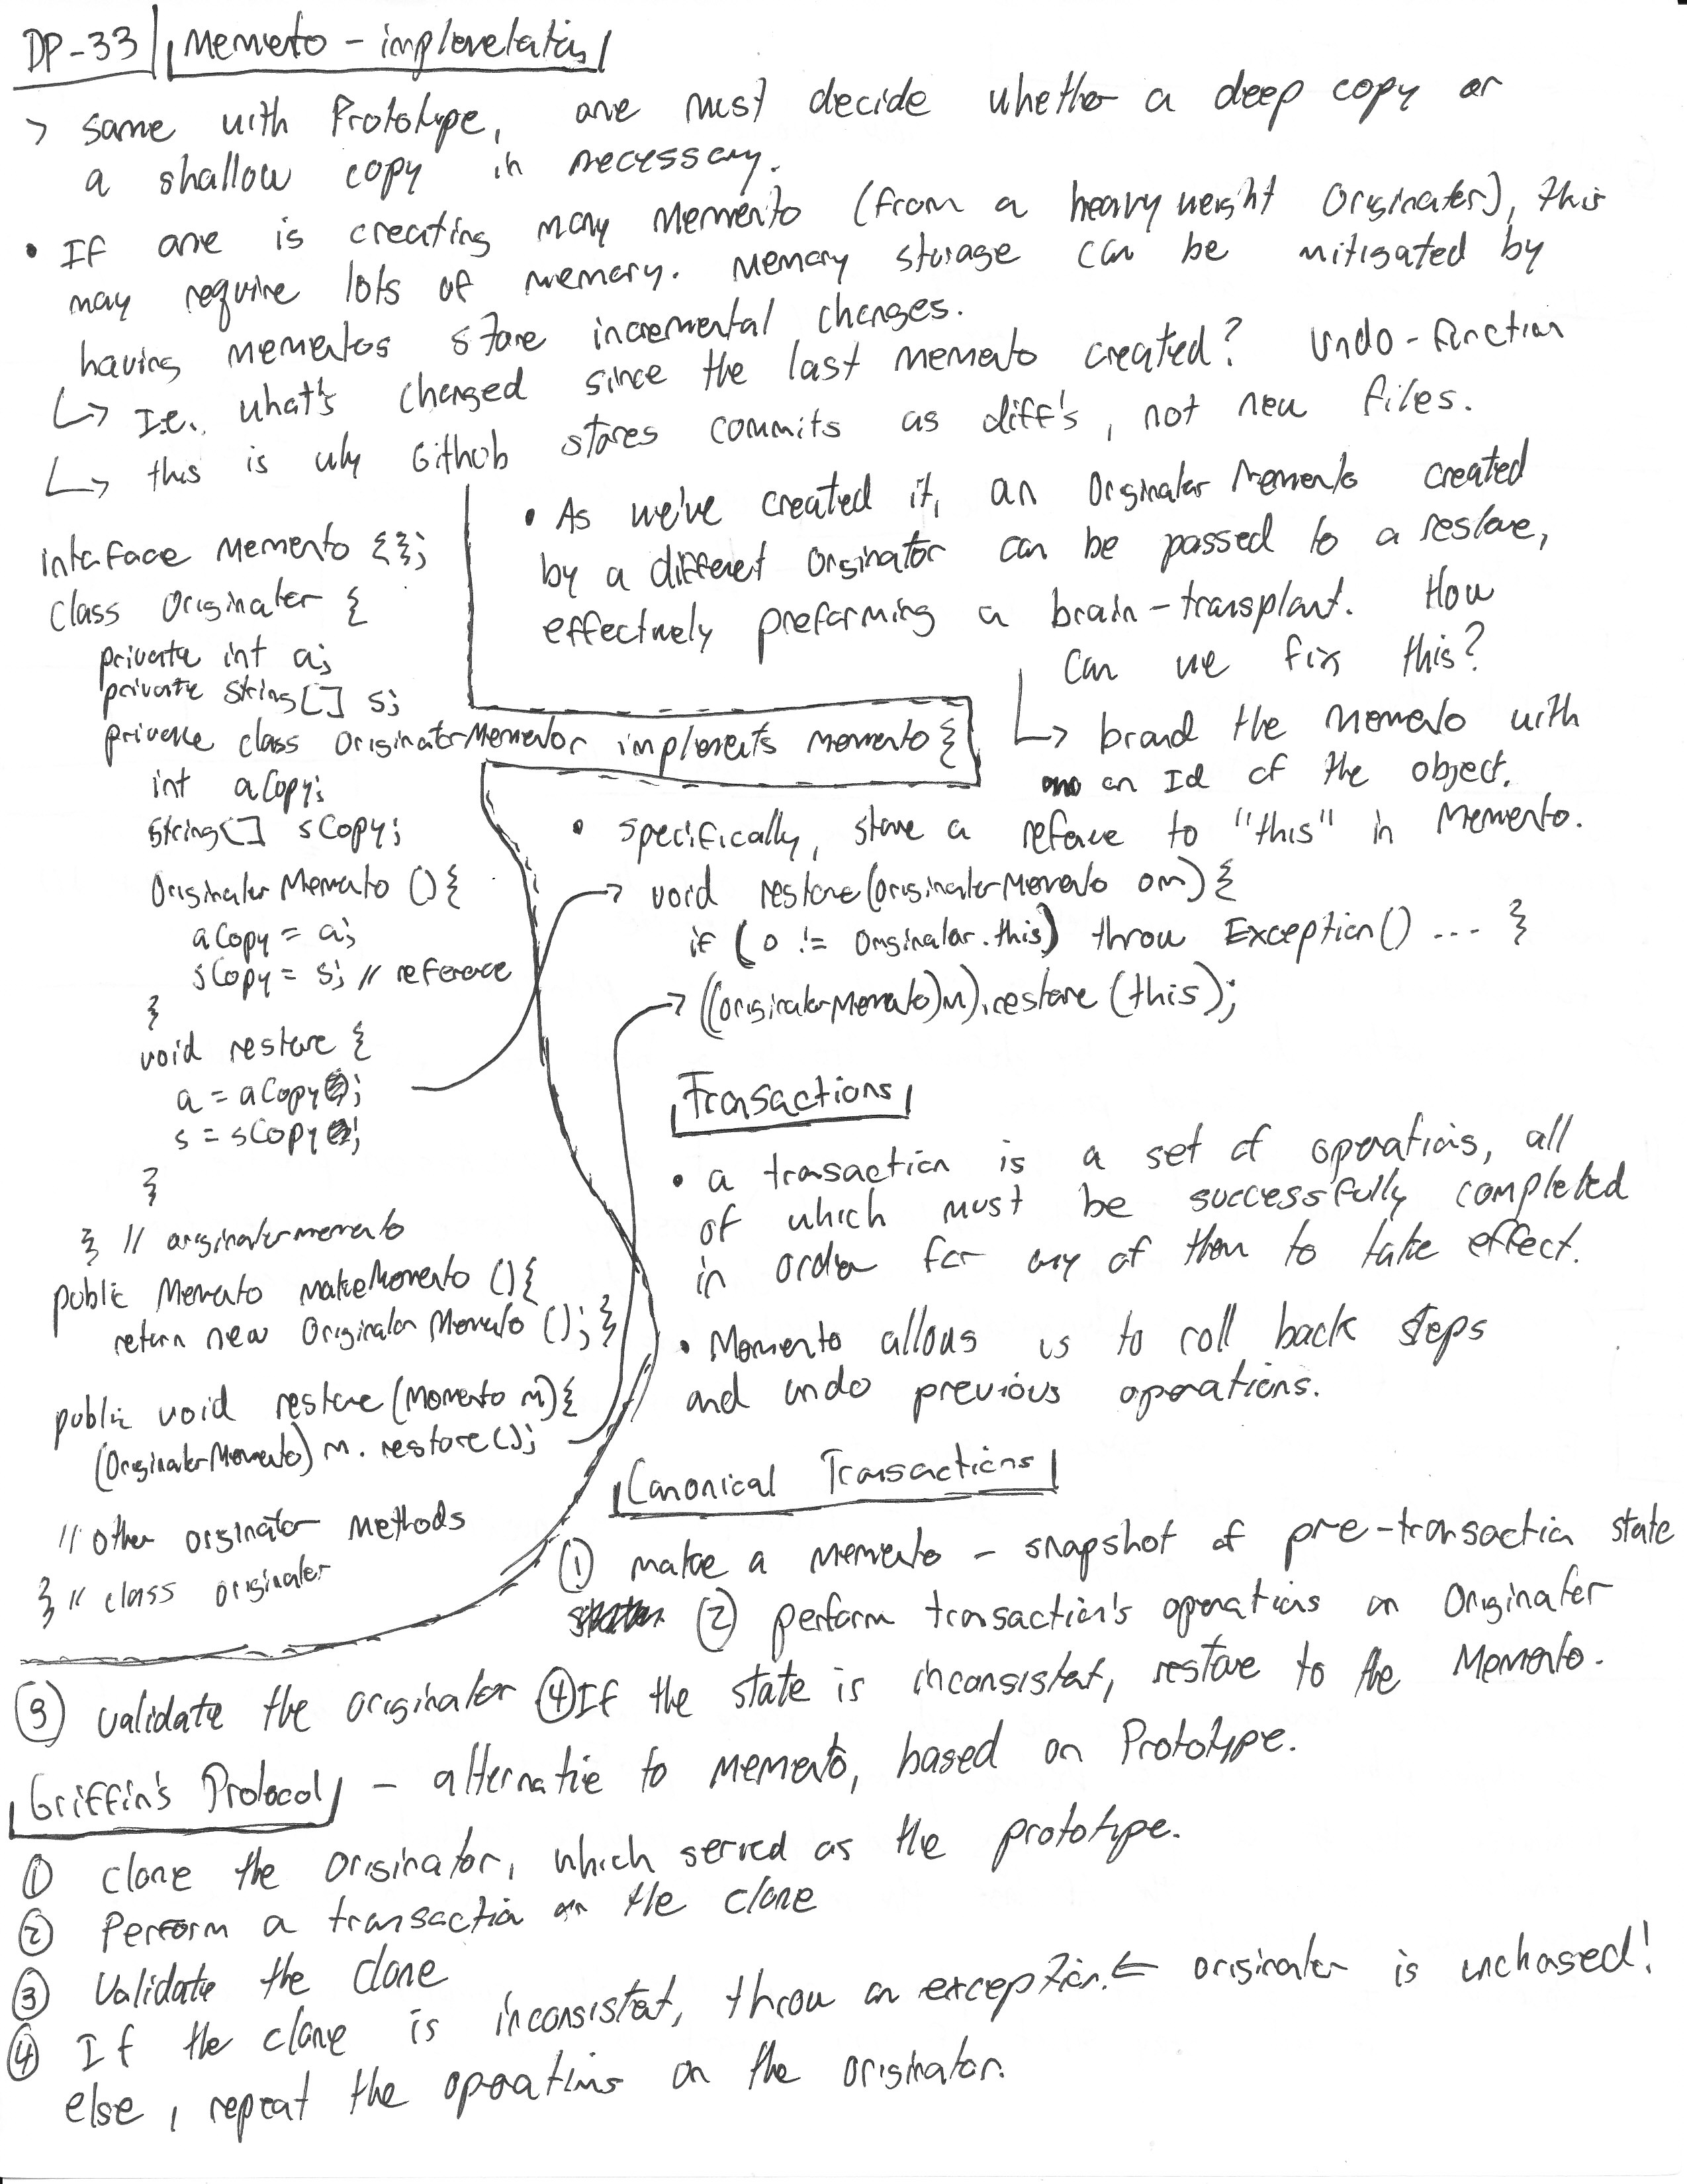 DP-33 Memento - implementation
> same with Prototype, one must decide whether a deep copy or
a shallow copy in necessary.
• If one is creating many Memento (from a heavy weight Originator), this
may require lots of memory. Memory storage can be mitigated by
having mementos store incremental changes.
↳ I.e., what's changed since the last memento created? Undo-function
↳ this is why Github stores commits as diff's, not new files.
interface Memento {};
class Originator {
private int a;
private String[] s;
private class OriginatorMementor implements Memento {
int aCopy;
String[] sCopy;
OriginatorMemento () {
aCopy = a;
sCopy = s; // reference
}
void restore {
a = aCopy;
s = sCopy;
}
} // originatormemento
public Memento makeMomento () {
return new OriginatorMemento (); }
public void restore (Momento m) {
(OriginatorMomento) m. restore();
// other originator methods
} // class originator
• As we've created it, an Originator Memento created
by a different Originator can be passed to a restore,
effectively preforming a brain-transplant. How
can we fix this?
↳ brand the Memento with
an Id of the object.
• specifically, store a reference to "this" in Memento.
→ void restore (OriginatorMemento om) {
if (o != Originator.this) throw Exception() ... }
→ ((OriginatorMemento)m).restore (this);
Transactions
• a transaction is a set of operations, all
of which must be successfully completed
in order for any of them to take effect.
• Momento allows us to roll back steps
and undo previous operations.
Canonical Transactions
① make a memento - snapshot of pre-transaction state
② perform transaction's operations on Originator
③ validate the originator ④ If the state is inconsistent, restore to the Memento.
Griffin's Protocol - alternative to memento, based on Prototype.
① clone the Originator, which served as the prototype.
② Perform a transaction on the clone
③ Validate the clone
④ If the clone is inconsistent, throw an exception. ← originator is unchased!
else, repeat the operations on the originator.